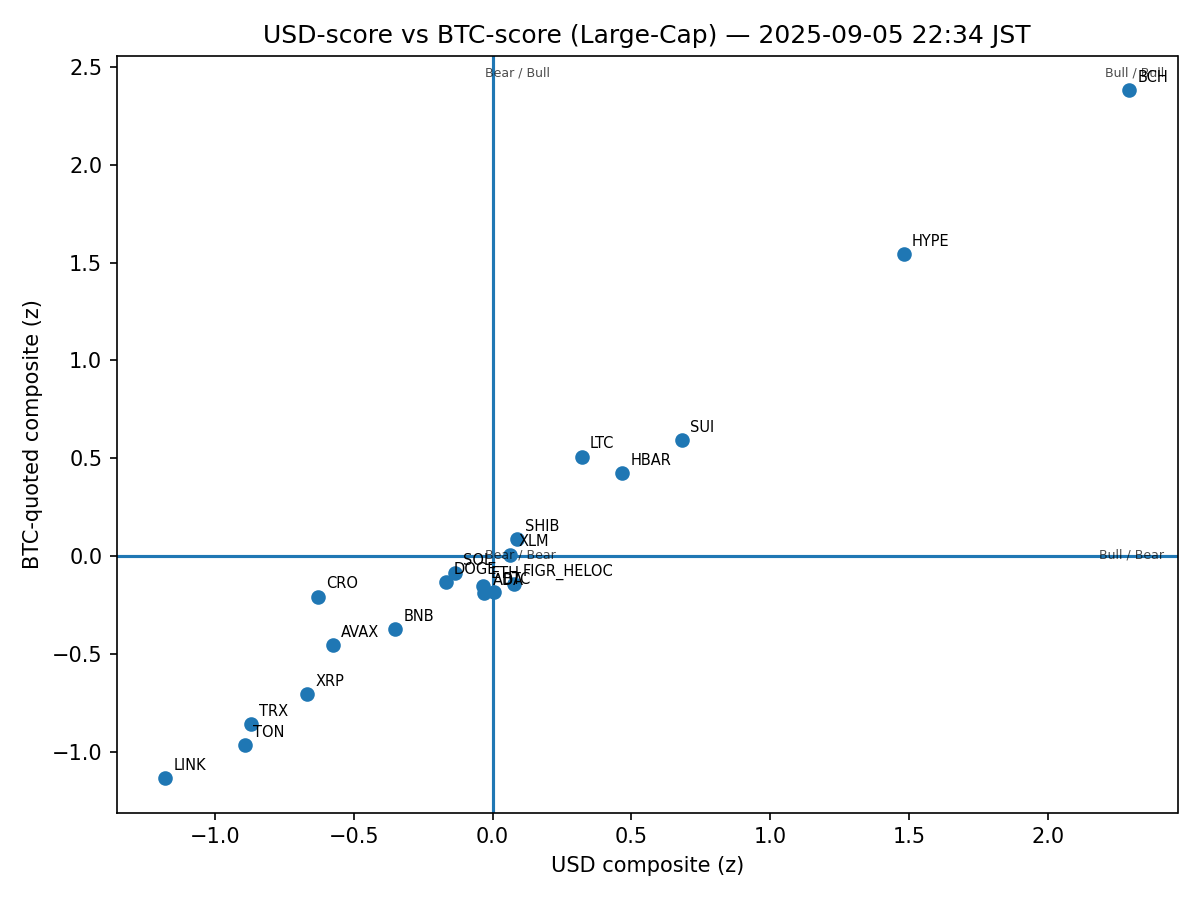 USD-score vs BTC-score (Large-Cap) — 2025-09-05 22:34 JST
Bear / Bull
Bull / Bull
BCH
HYPE
SUI
LTC
HBAR
SHIB
XLM
Bear / Bear
Bull / Bear
SOL
DOGE
ETH
FIGR_HELOC
ADA
BTC
CRO
BNB
AVAX
XRP
TRX
TON
LINK
2.5
2.0
1.5
1.0
0.5
0.0
−0.5
−1.0
BTC-quoted composite (z)
−1.0
−0.5
0.0
0.5
1.0
1.5
2.0
USD composite (z)